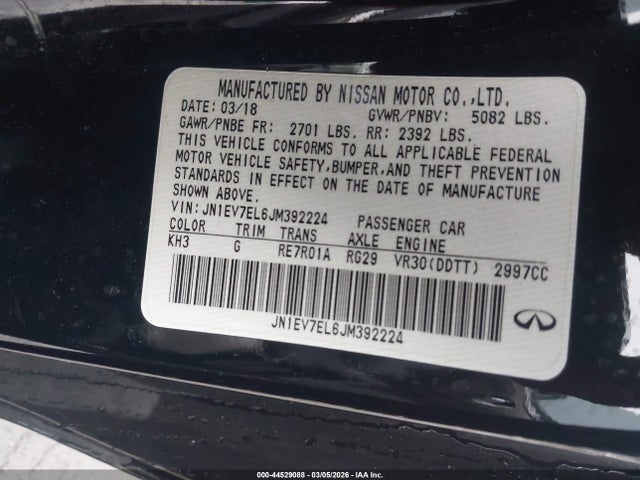 MANUFACTURED BY NISSAN MOTOR CO.,LTD.
DATE: 03/18 GVWR/PNBV: 5082 LBS.
GAWR/PNBE FR: 2701 LBS. RR: 2392 LBS.
THIS VEHICLE CONFORMS TO ALL APPLICABLE FEDERAL
MOTOR VEHICLE SAFETY,BUMPER,AND THEFT PREVENTION
STANDARDS IN EFFECT ON THE DATE OF MANUFACTURE
SHOWN ABOVE.
VIN: JN1EV7EL6JM392224 PASSENGER CAR
COLOR TRIM TRANS AXLE ENGINE
KH3 G RE7R01A RG29 VR30(DDTT) 2997CC
JN1EV7EL6JM392224
000-44529088 - 03/05/2026 - IAA Inc.